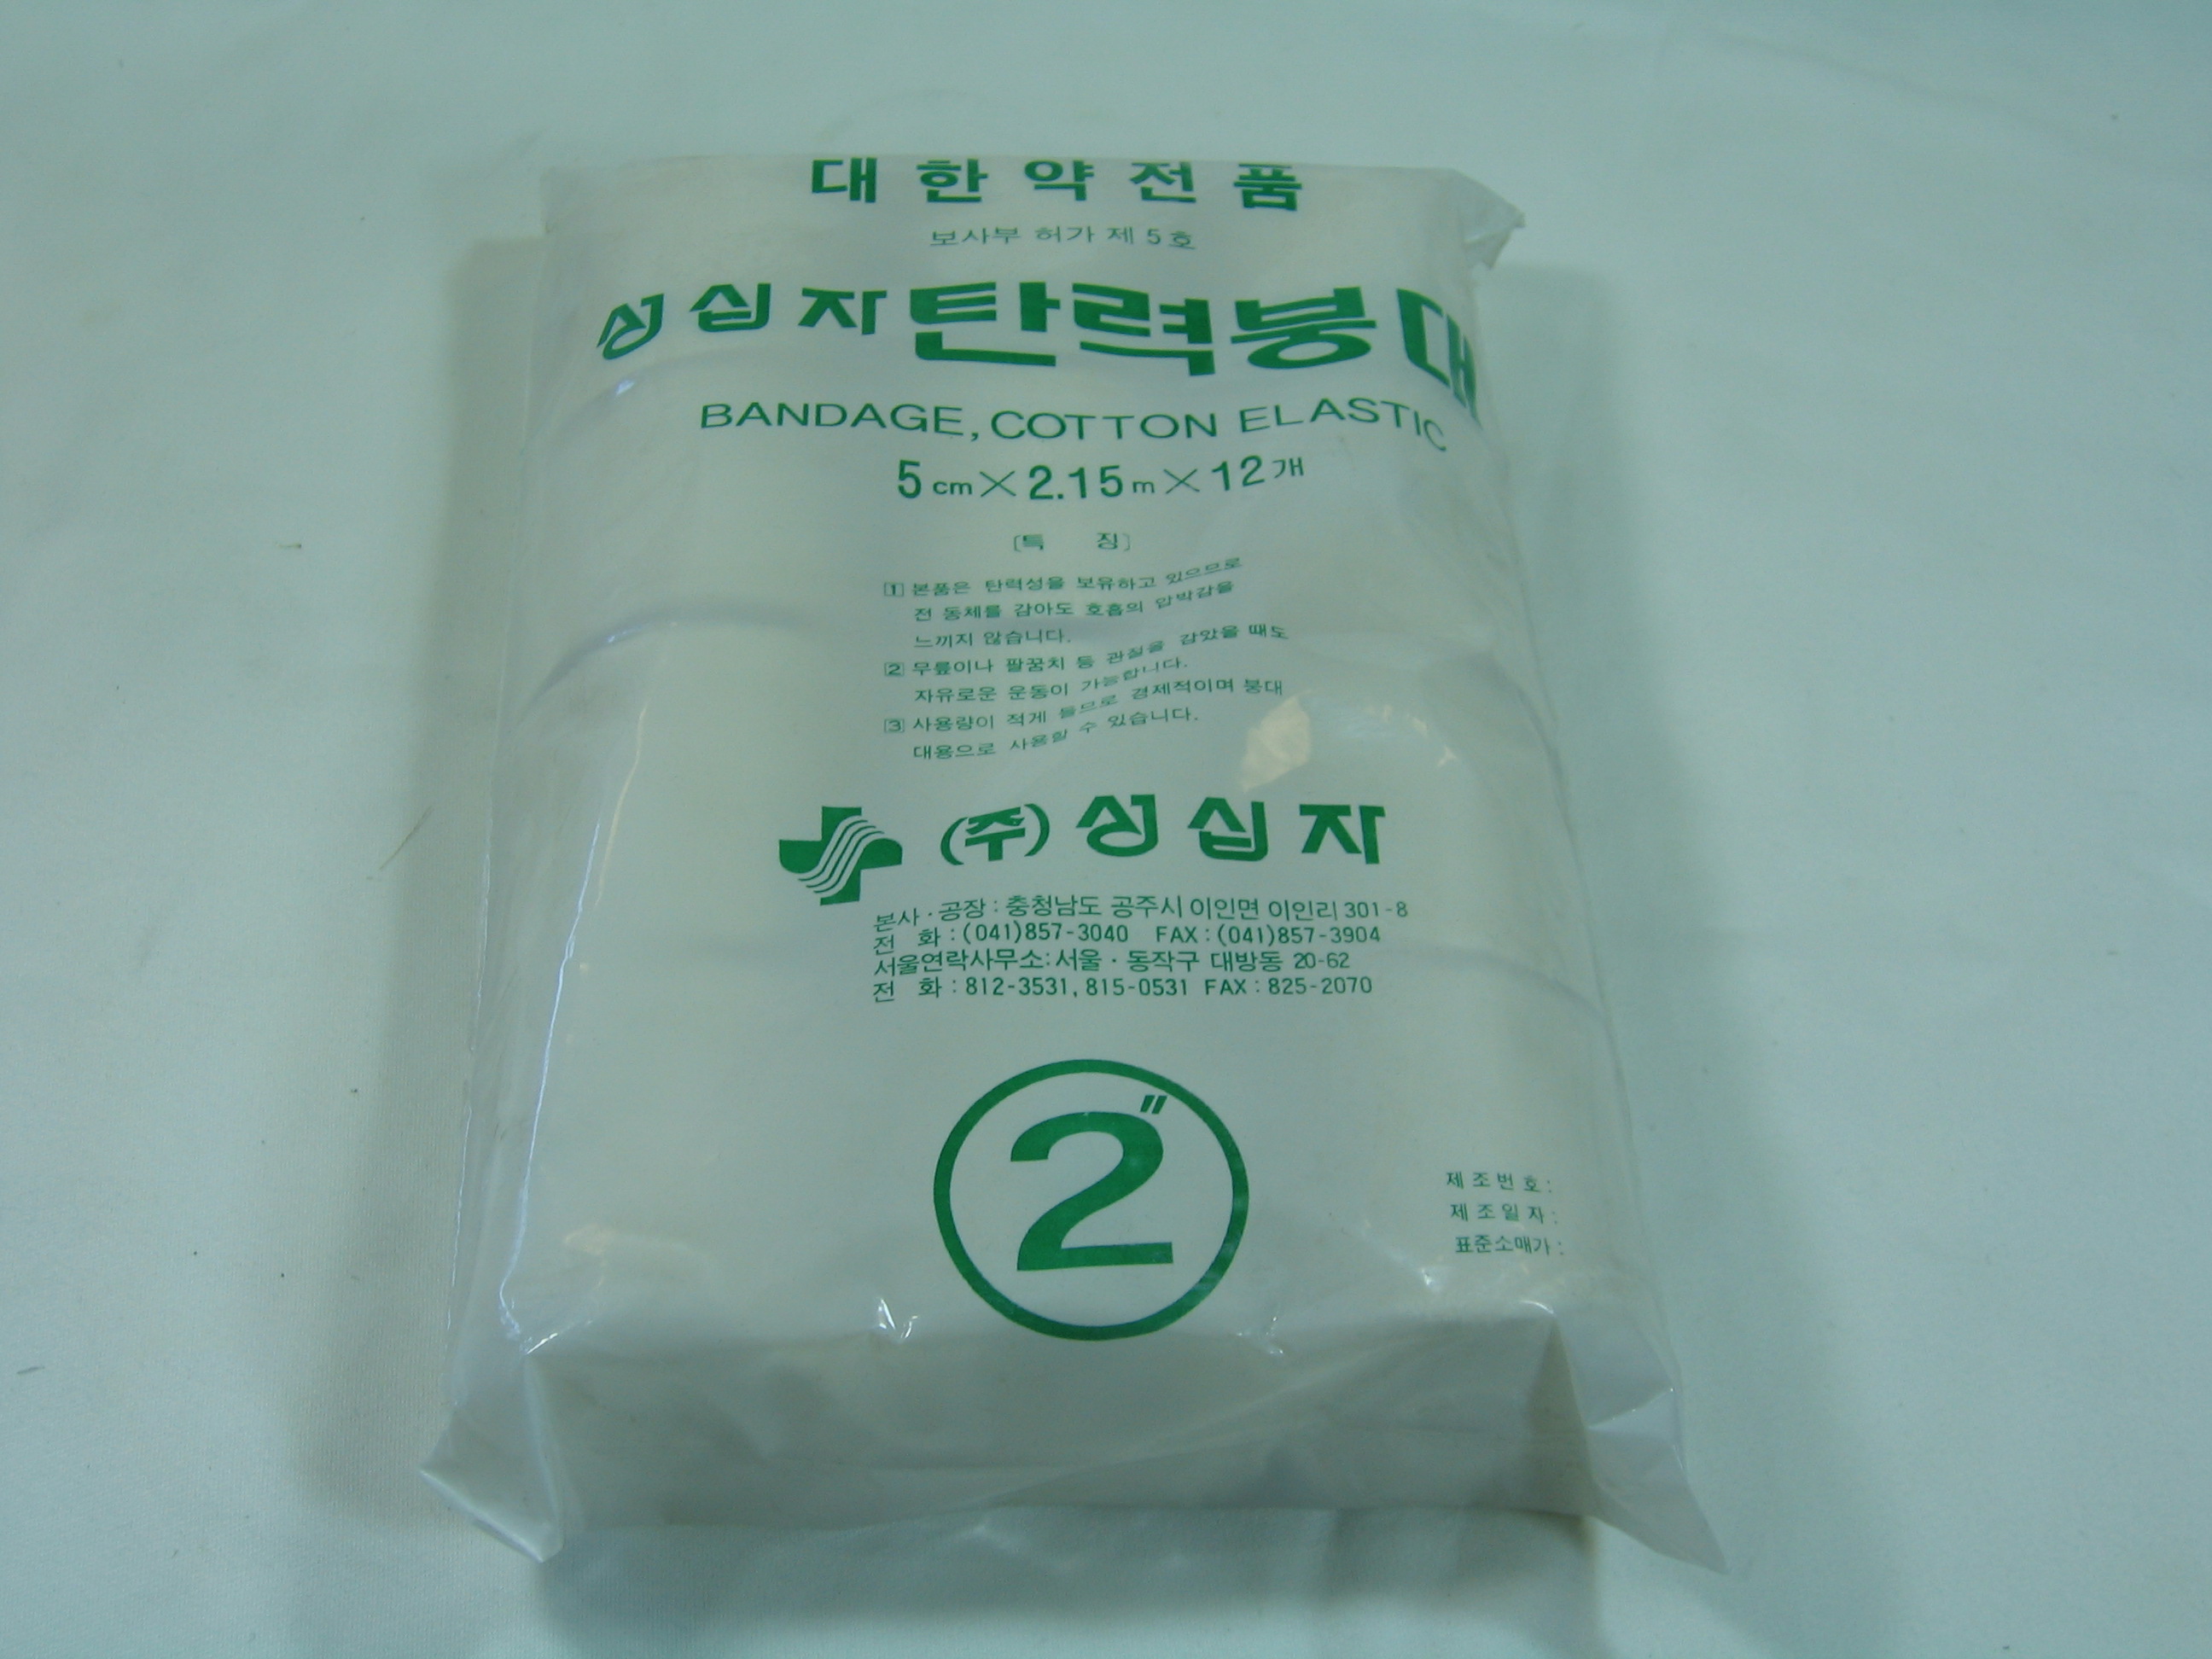 대한약전품
보사부 허가 제 5 호
성십자탄력붕대
BANDAGE, COTTON ELASTIC
5 cm × 2.15 m × 12 개
[특 징]
1 본품은 탄력성을 보유하고 있으므로
전 동체를 감아도 호흡의 압박감을
느끼지 않습니다.
2 무릎이나 팔꿈치 등 관절을 감았을 때도
자유로운 운동이 가능합니다.
3 사용량이 적게 들으로 경제적이며 붕대
대용으로 사용할 수 있습니다.
(주) 성십자
본사·공장 : 충청남도 공주시 이인면 이인리 301-8
전 화 : (041)857-3040 FAX : (041)857-3904
서울연락사무소: 서울·동작구 대방동 20-62
전 화 : 812-3531, 815-0531 FAX : 825-2070
2"
제조번호 :
제조일자 :
표준소매가 :